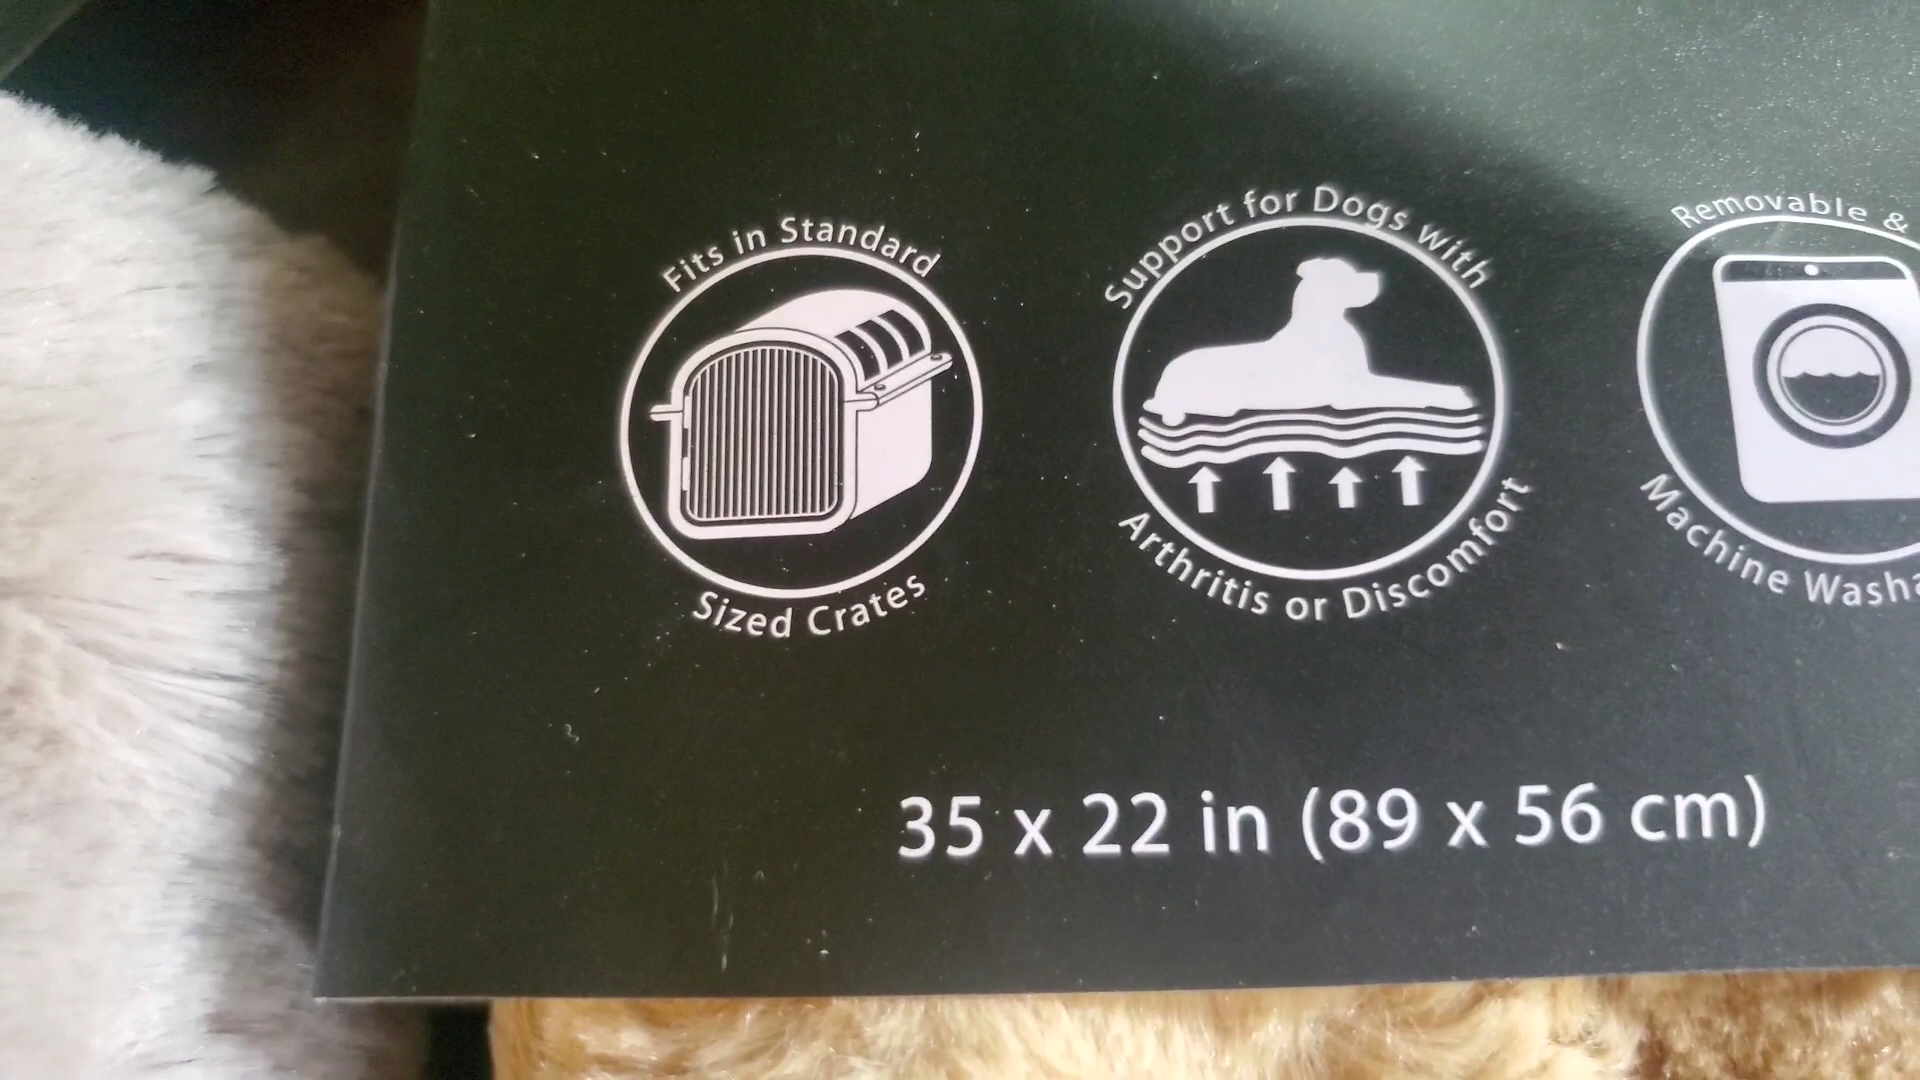 Fits in Standard
Sized Crates
Support for Dogs with
Arthritis or Discomfort
Removable &
Machine
35 x 22 in (89 x 56 cm)